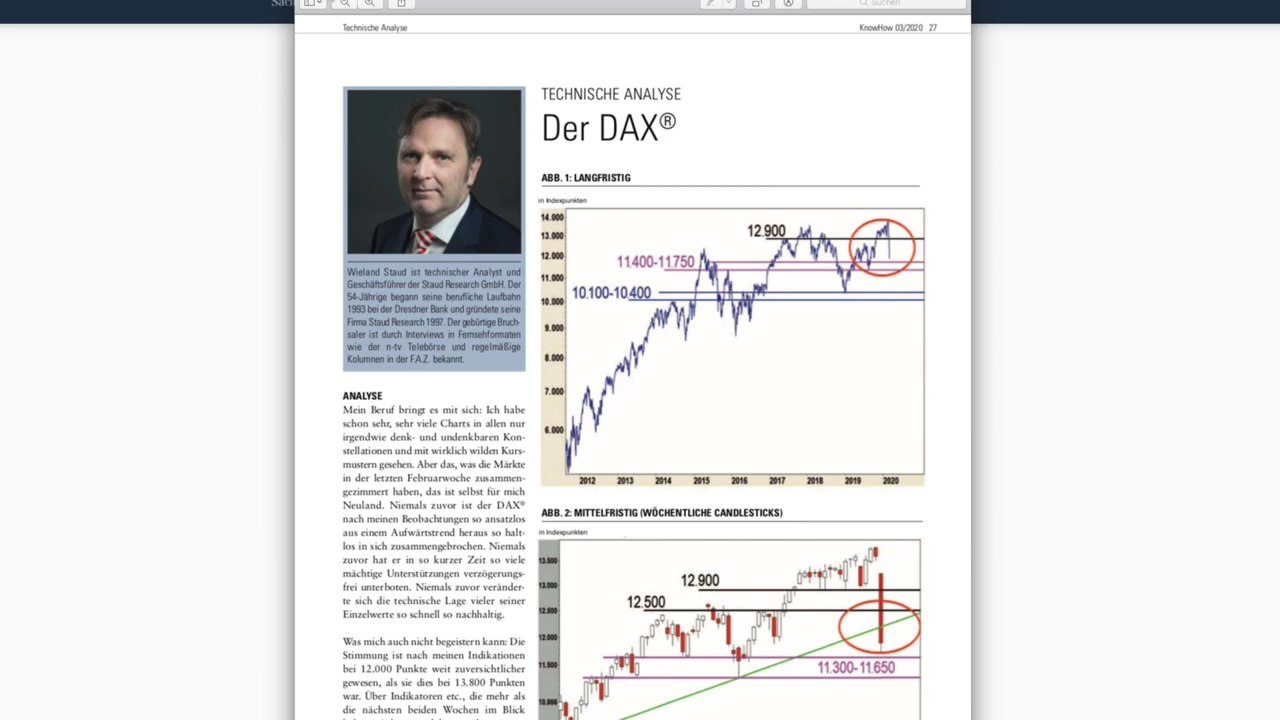 Suchen
Technische Analyse
KnowHow 03/2020 27
Wieland Staud ist technischer Analyst und
Geschäftsführer der Staud Research GmbH. Der
54-Jährige begann seine berufliche Laufbahn
1993 bei der Dresdner Bank und gründete seine
Firma Staud Research 1997. Der gebürtige Bruch-
saler ist durch Interviews in Fernsehformaten
wie der n-tv Telebörse und regelmäßige
Kolumnen in der F.A.Z. bekannt.
ANALYSE
Mein Beruf bringt es mit sich: Ich habe
schon sehr, sehr viele Charts in allen nur
irgendwie denk- und undenkbaren Kon-
stellationen und mit wirklich wilden Kurs-
mustern gesehen. Aber das, was die Märkte
in der letzten Februarwoche zusammen-
gezimmert haben, das ist selbst für mich
Neuland. Niemals zuvor ist der DAX®
nach meinen Beobachtungen so ansatzlos
aus einem Aufwärtstrend heraus so halt-
los in sich zusammengebrochen. Niemals
zuvor hat er in so kurzer Zeit so viele
mächtige Unterstützungen verzögerungs-
frei unterboten. Niemals zuvor veränder-
te sich die technische Lage vieler seiner
Einzelwerte so schnell so nachhaltig.
Was mich auch nicht begeistern kann: Die
Stimmung ist nach meinen Indikationen
bei 12.000 Punkte weit zuversichtlicher
gewesen, als sie dies bei 13.800 Punkten
war. Über Indikatoren etc., die mehr als
die nächsten beiden Wochen im Blick
TECHNISCHE ANALYSE
Der DAX®
ABB. 1: LANGFRISTIG
in Indexpunkten
14.000
13.000
12.000
11.000
10.000
9.000
8.000
7.000
6.000
12.900
11.400-11.750
10.100-10.400
2012 2013 2014 2015 2016 2017 2018 2019 2020
ABB. 2: MITTELFRISTIG (WÖCHENTLICHE CANDLESTICKS)
in Indexpunkten
13.500
13.000
12.500
12.000
11.500
12.900
12.500
11.300-11.650